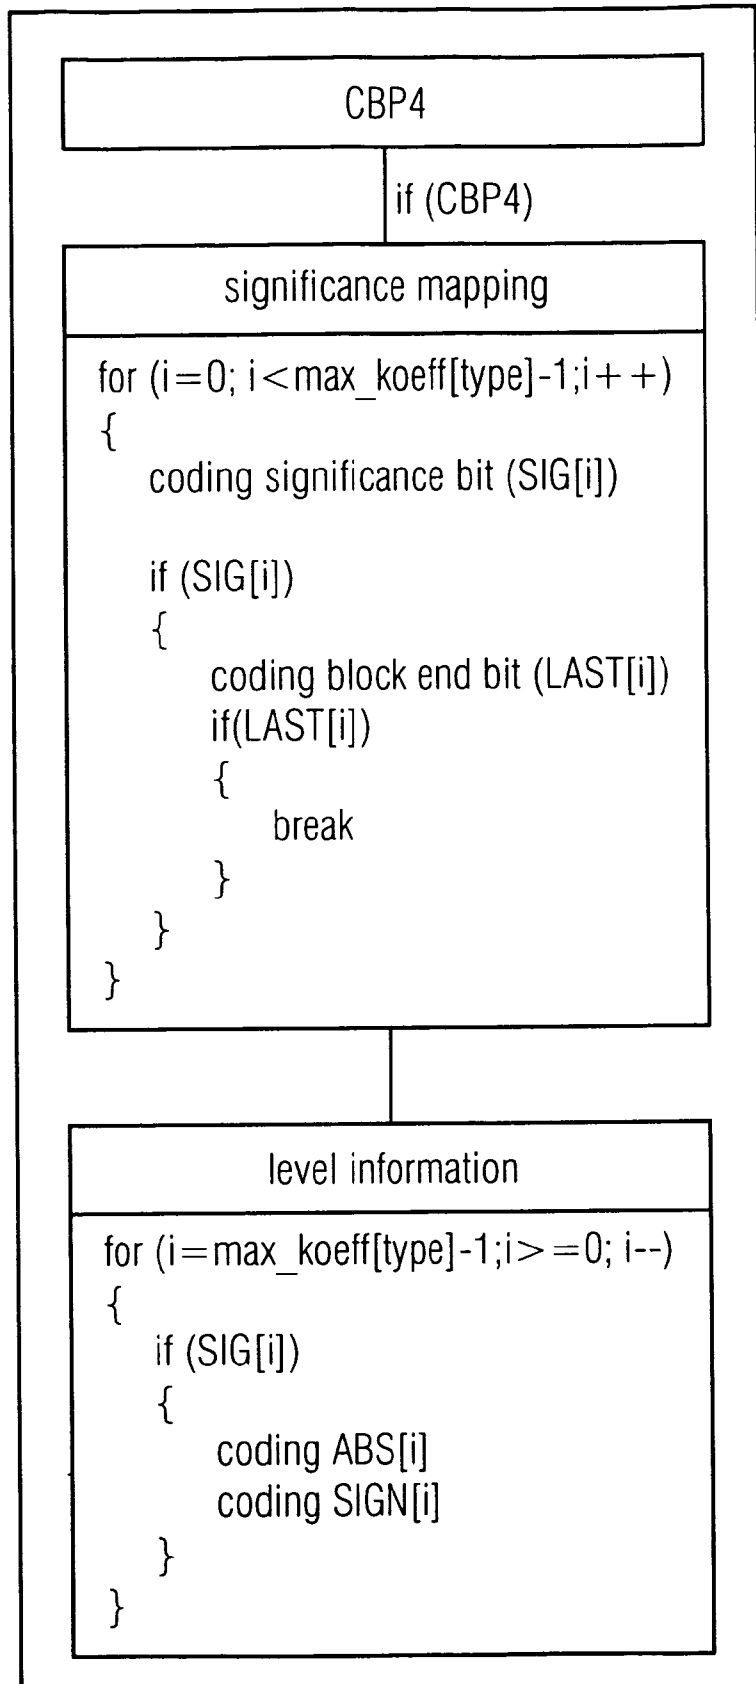 CBP4
if (CBP4)
significance mapping
for (i=0; i<max_koeff[type]-1;i++)
{
coding significance bit (SIG[i])
if (SIG[i])
{
coding block end bit (LAST[i])
if(LAST[i])
{
break
}
}
}
level information
for (i=max_koeff[type]-1;i>=0; i--)
{
if (SIG[i])
{
coding ABS[i]
coding SIGN[i]
}
}